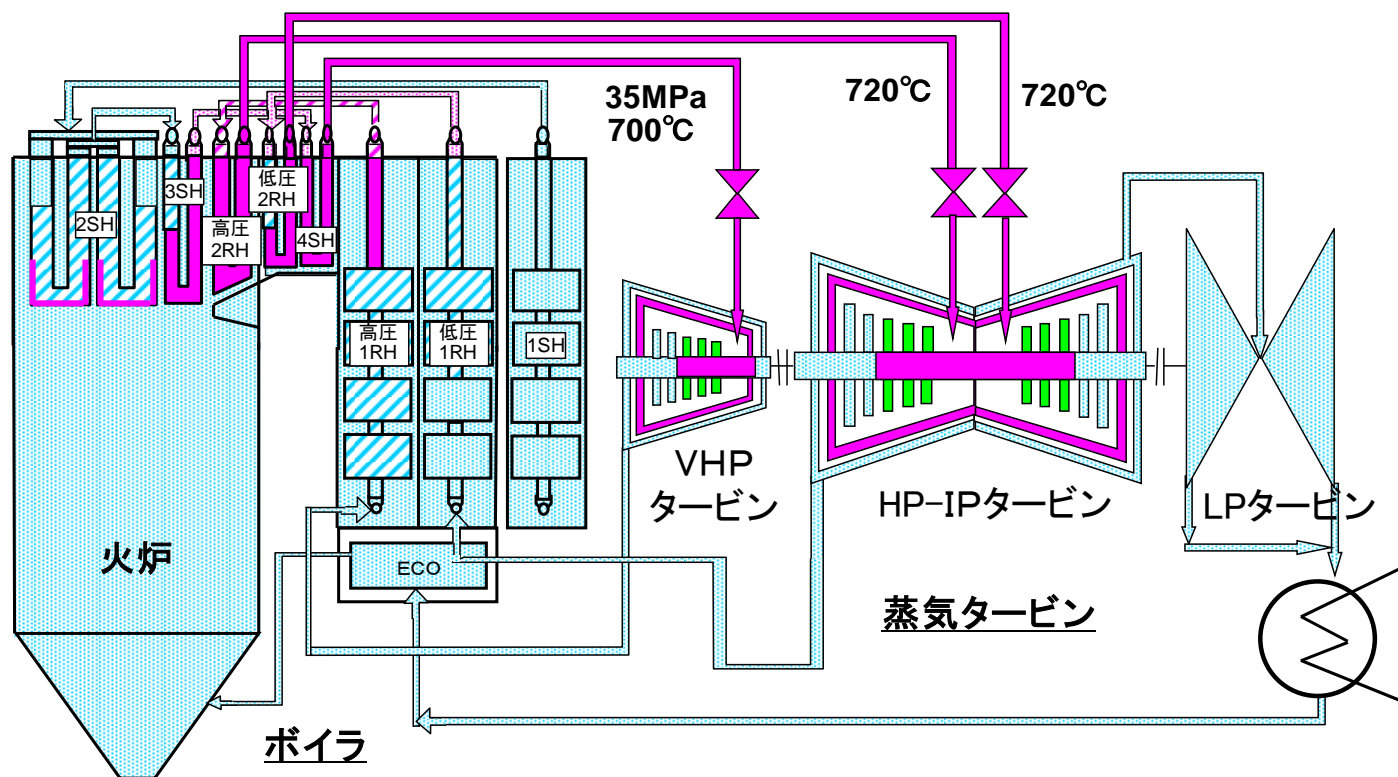 35MPa
700℃
720℃
720℃
2SH
3SH
高圧
2RH
低圧
2RH
4SH
高圧
1RH
低圧
1RH
1SH
VHP
タービン
HP-IPタービン
LPタービン
火炉
ECO
蒸気タービン
ボイラ